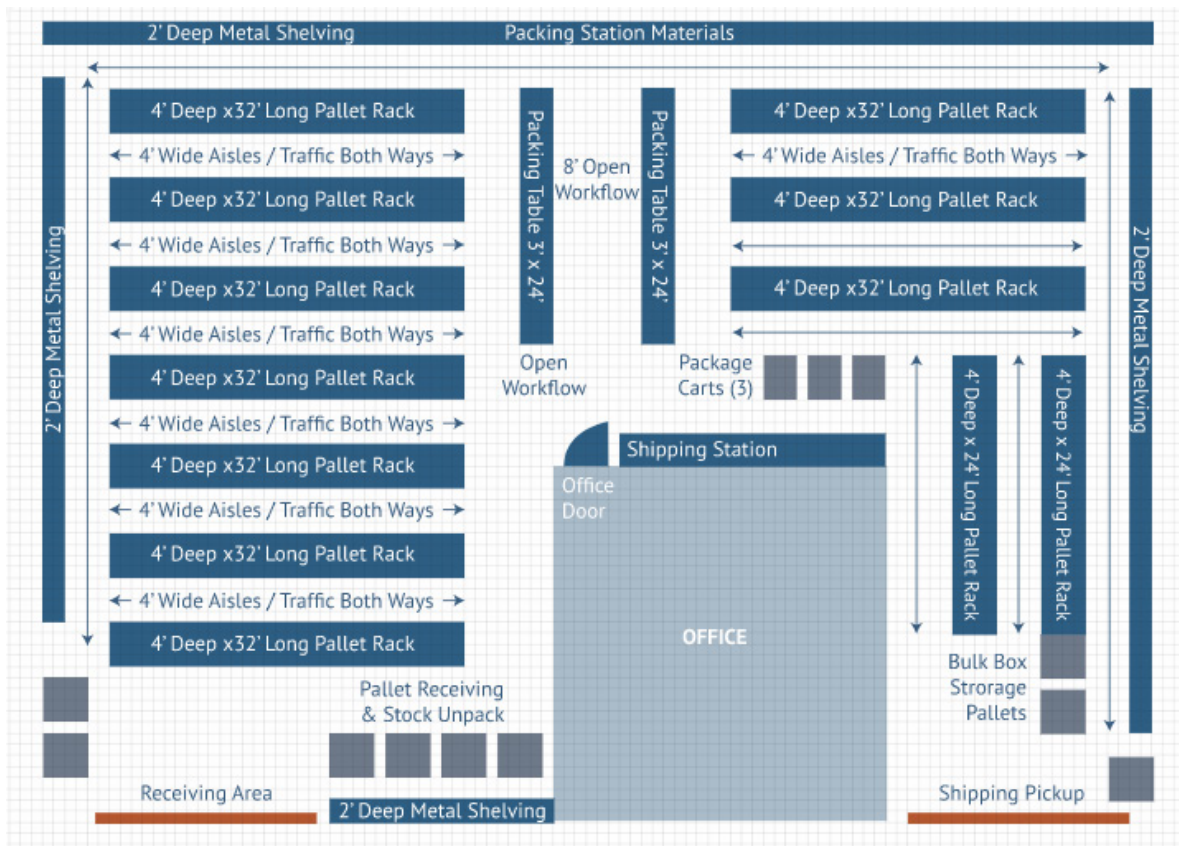 2' Deep Metal Shelving
Packing Station Materials
4' Deep x32' Long Pallet Rack
4' Wide Aisles / Traffic Both Ways
4' Deep x32' Long Pallet Rack
4' Wide Aisles / Traffic Both Ways
4' Deep x32' Long Pallet Rack
4' Wide Aisles / Traffic Both Ways
4' Deep x32' Long Pallet Rack
4' Wide Aisles / Traffic Both Ways
4' Deep x32' Long Pallet Rack
4' Wide Aisles / Traffic Both Ways
4' Deep x32' Long Pallet Rack
4' Wide Aisles / Traffic Both Ways
4' Deep x32' Long Pallet Rack
2' Deep Metal Shelving
Packing Table 3' x 24'
8' Open
Workflow
Packing Table 3' x 24'
Open
Workflow
4' Deep x32' Long Pallet Rack
4' Wide Aisles / Traffic Both Ways
4' Deep x32' Long Pallet Rack
4' Deep x32' Long Pallet Rack
2' Deep Metal Shelving
Package
Carts (3)
4' Deep x 24' Long Pallet Rack
4' Deep x 24' Long Pallet Rack
Shipping Station
Office
Door
OFFICE
Bulk Box
Strorage
Pallets
Pallet Receiving
& Stock Unpack
Receiving Area
2' Deep Metal Shelving
Shipping Pickup